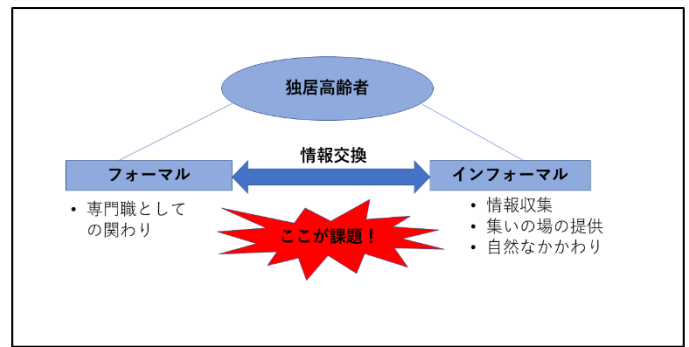 独居高齢者
情報交換
フォーマル
インフォーマル
• 専門職として
の関わり
ここが課題！
• 情報収集
• 集いの場の提供
• 自然なかかわり